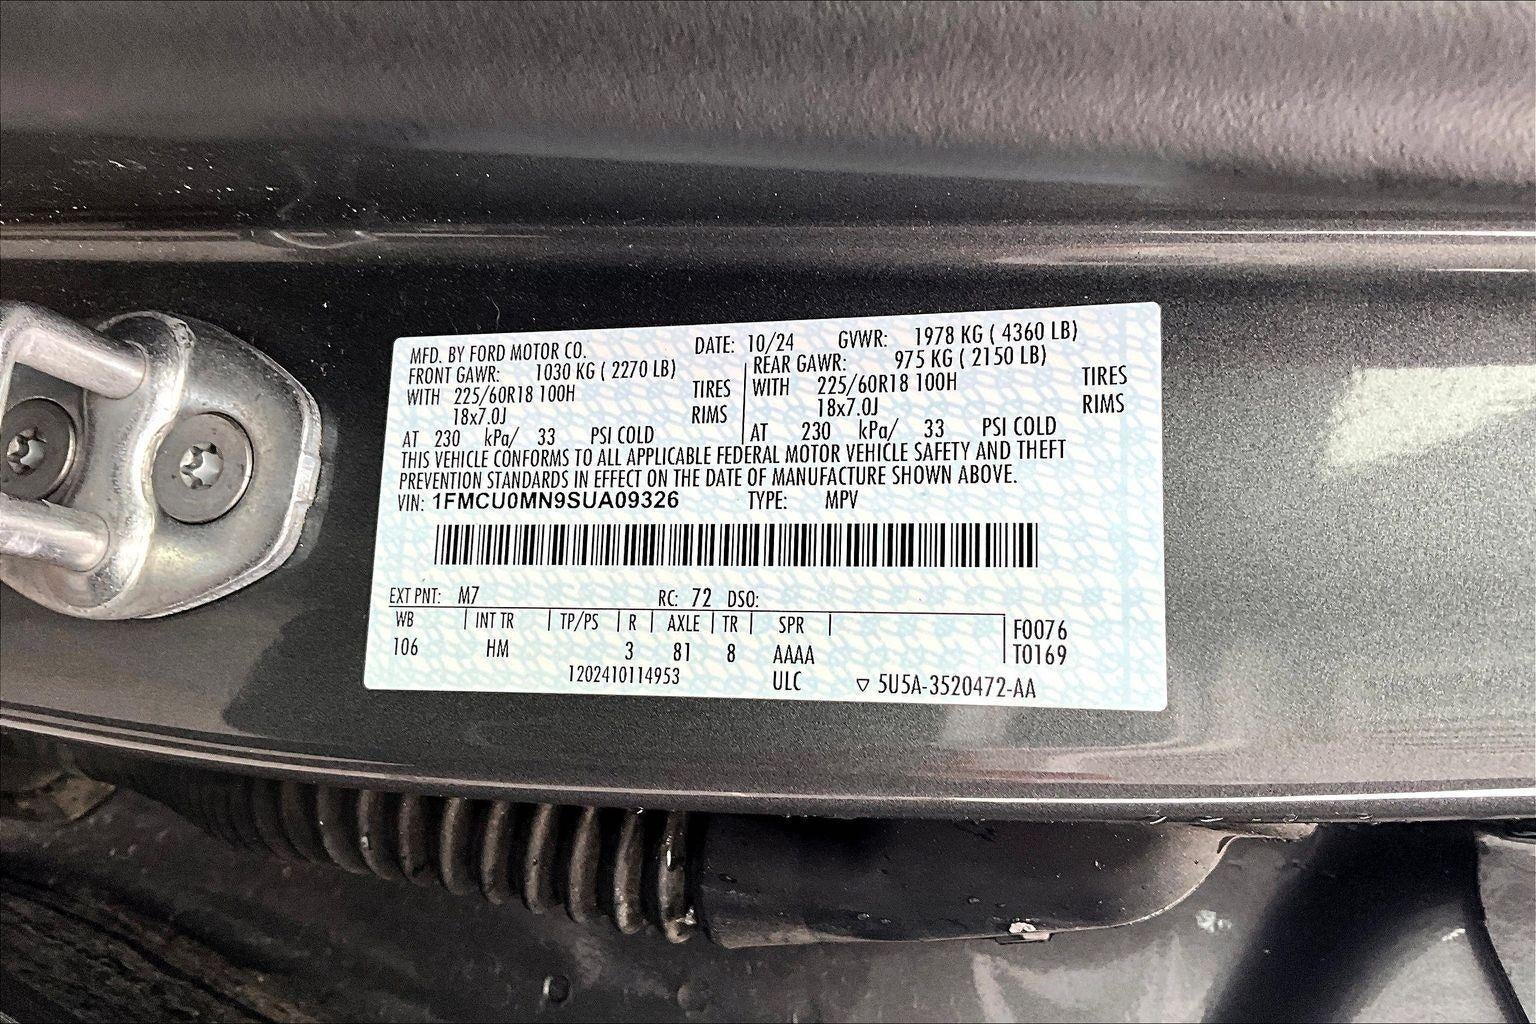 MFD. BY FORD MOTOR CO. DATE: 10/24 GVWR: 1978 KG ( 4360 LB)
FRONT GAWR: 1030 KG ( 2270 LB) REAR GAWR: 975 KG ( 2150 LB)
WITH 225/60R18 100H TIRES WITH 225/60R18 100H TIRES
18x7.0J RIMS 18x7.0J RIMS
AT 230 kPa/ 33 PSI COLD AT 230 kPa/ 33 PSI COLD
THIS VEHICLE CONFORMS TO ALL APPLICABLE FEDERAL MOTOR VEHICLE SAFETY AND THEFT
PREVENTION STANDARDS IN EFFECT ON THE DATE OF MANUFACTURE SHOWN ABOVE.
VIN: 1FMCU0MN9SUA09326 TYPE: MPV
EXT PNT: M7 RC: 72 DSO:
WB INT TR TP/PS R AXLE TR SPR F0076
106 HM 3 81 8 AAAA T0169
1202410114953 ULC ▽ 5U5A-3520472-AA